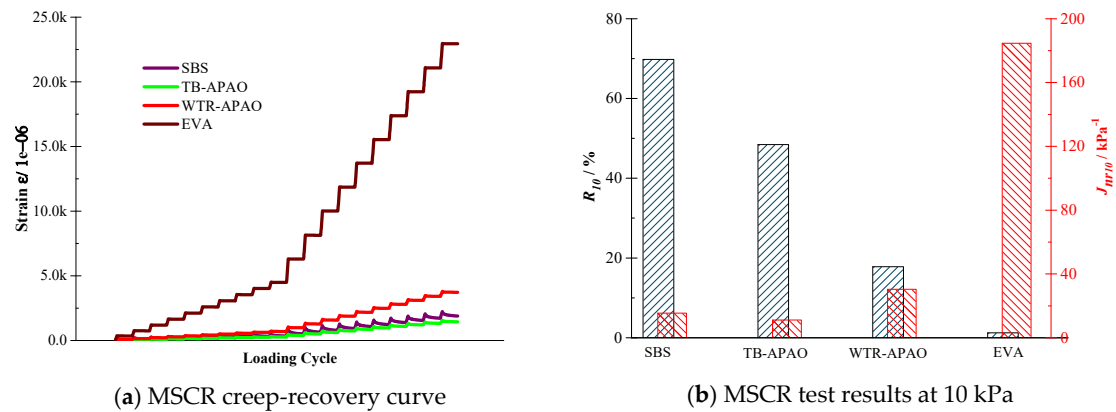 25.0k
20.0k
15.0k
10.0k
5.0k
0.0
Strain ε/ 1e–06
SBS
TB-APAO
WTR-APAO
EVA
Loading Cycle
(a) MSCR creep-recovery curve
80
60
40
20
0
R10 / %
SBS
TB-APAO
WTR-APAO
EVA
200
160
120
80
40
0
Jnr10 / kPa-1
(b) MSCR test results at 10 kPa